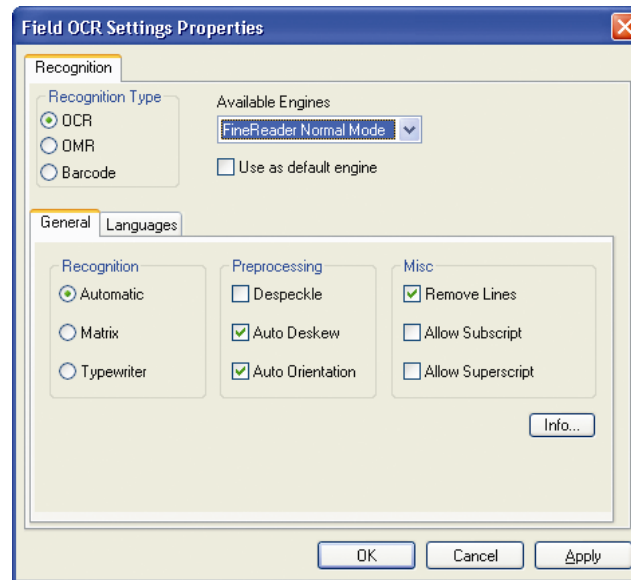 Field OCR Settings Properties
Recognition
Recognition Type
OCR
OMR
Barcode
Available Engines
FineReader Normal Mode
Use as default engine
General
Languages
Recognition
Automatic
Matrix
Typewriter
Preprocessing
Despeckle
Auto Deskew
Auto Orientation
Misc
Remove Lines
Allow Subscript
Allow Superscript
Info...
OK
Cancel
Apply